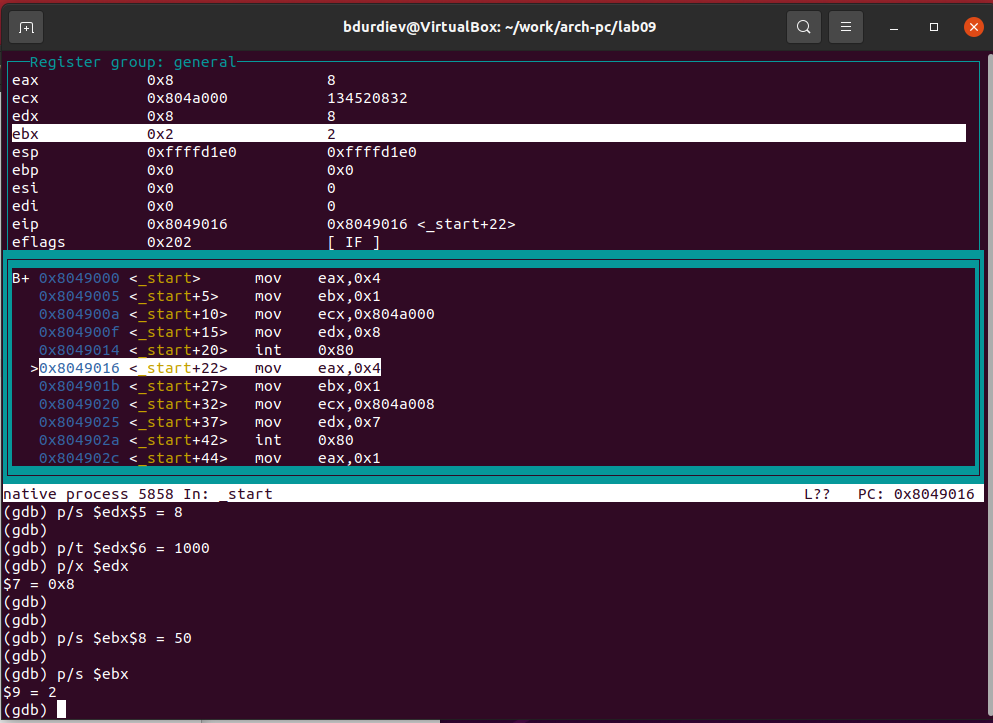 bdurdiev@VirtualBox: ~/work/arch-pc/lab09
Register group: general
eax 0x8 8
ecx 0x804a000 134520832
edx 0x8 8
ebx 0x2 2
esp 0xffffd1e0 0xffffd1e0
ebp 0x0 0x0
esi 0x0 0
edi 0x0 0
eip 0x8049016 0x8049016 <_start+22>
eflags 0x202 [ IF ]
B+ 0x8049000 <_start> mov eax,0x4
0x8049005 <_start+5> mov ebx,0x1
0x804900a <_start+10> mov ecx,0x804a000
0x804900f <_start+15> mov edx,0x8
0x8049014 <_start+20> int 0x80
>0x8049016 <_start+22> mov eax,0x4
0x804901b <_start+27> mov ebx,0x1
0x8049020 <_start+32> mov ecx,0x804a008
0x8049025 <_start+37> mov edx,0x7
0x804902a <_start+42> int 0x80
0x804902c <_start+44> mov eax,0x1
native process 5858 In: _start L?? PC: 0x8049016
(gdb) p/s $edx$5 = 8
(gdb)
(gdb) p/t $edx$6 = 1000
(gdb) p/x $edx
$7 = 0x8
(gdb)
(gdb)
(gdb) p/s $ebx$8 = 50
(gdb)
(gdb) p/s $ebx
$9 = 2
(gdb)